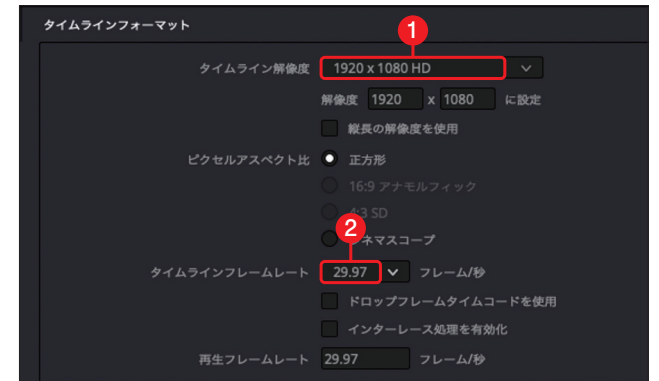 タイムラインフォーマット
1
タイムライン解像度 1920 x 1080 HD
解像度 1920 x 1080 に設定
縦長の解像度を使用
ピクセルアスペクト比 正方形
16:9 アナモルフィック
4:3 SD
2
ネマスコープ
タイムラインフレームレート 29.97 フレーム/秒
ドロップフレームタイムコードを使用
インターレース処理を有効化
再生フレームレート 29.97 フレーム/秒